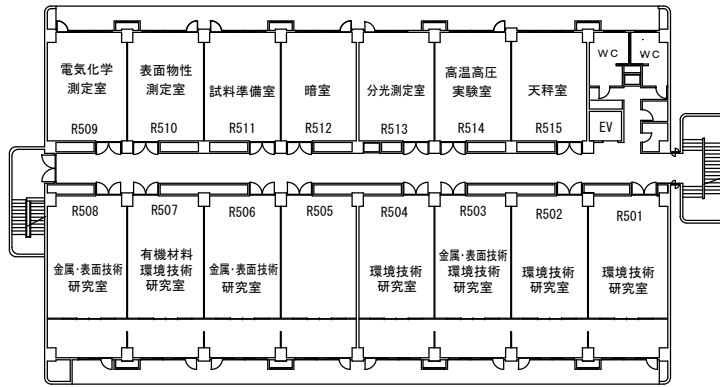 電気化学
測定室
R509
表面物性
測定室
R510
試料準備室
R511
暗室
R512
分光測定室
R513
高温高圧
実験室
R514
天秤室
R515
WC
WC
EV
R508
金属・表面技術
研究室
R507
有機材料
環境技術
研究室
R506
金属・表面技術
研究室
R505
R504
環境技術
研究室
R503
金属・表面技術
環境技術
研究室
R502
環境技術
研究室
R501
環境技術
研究室